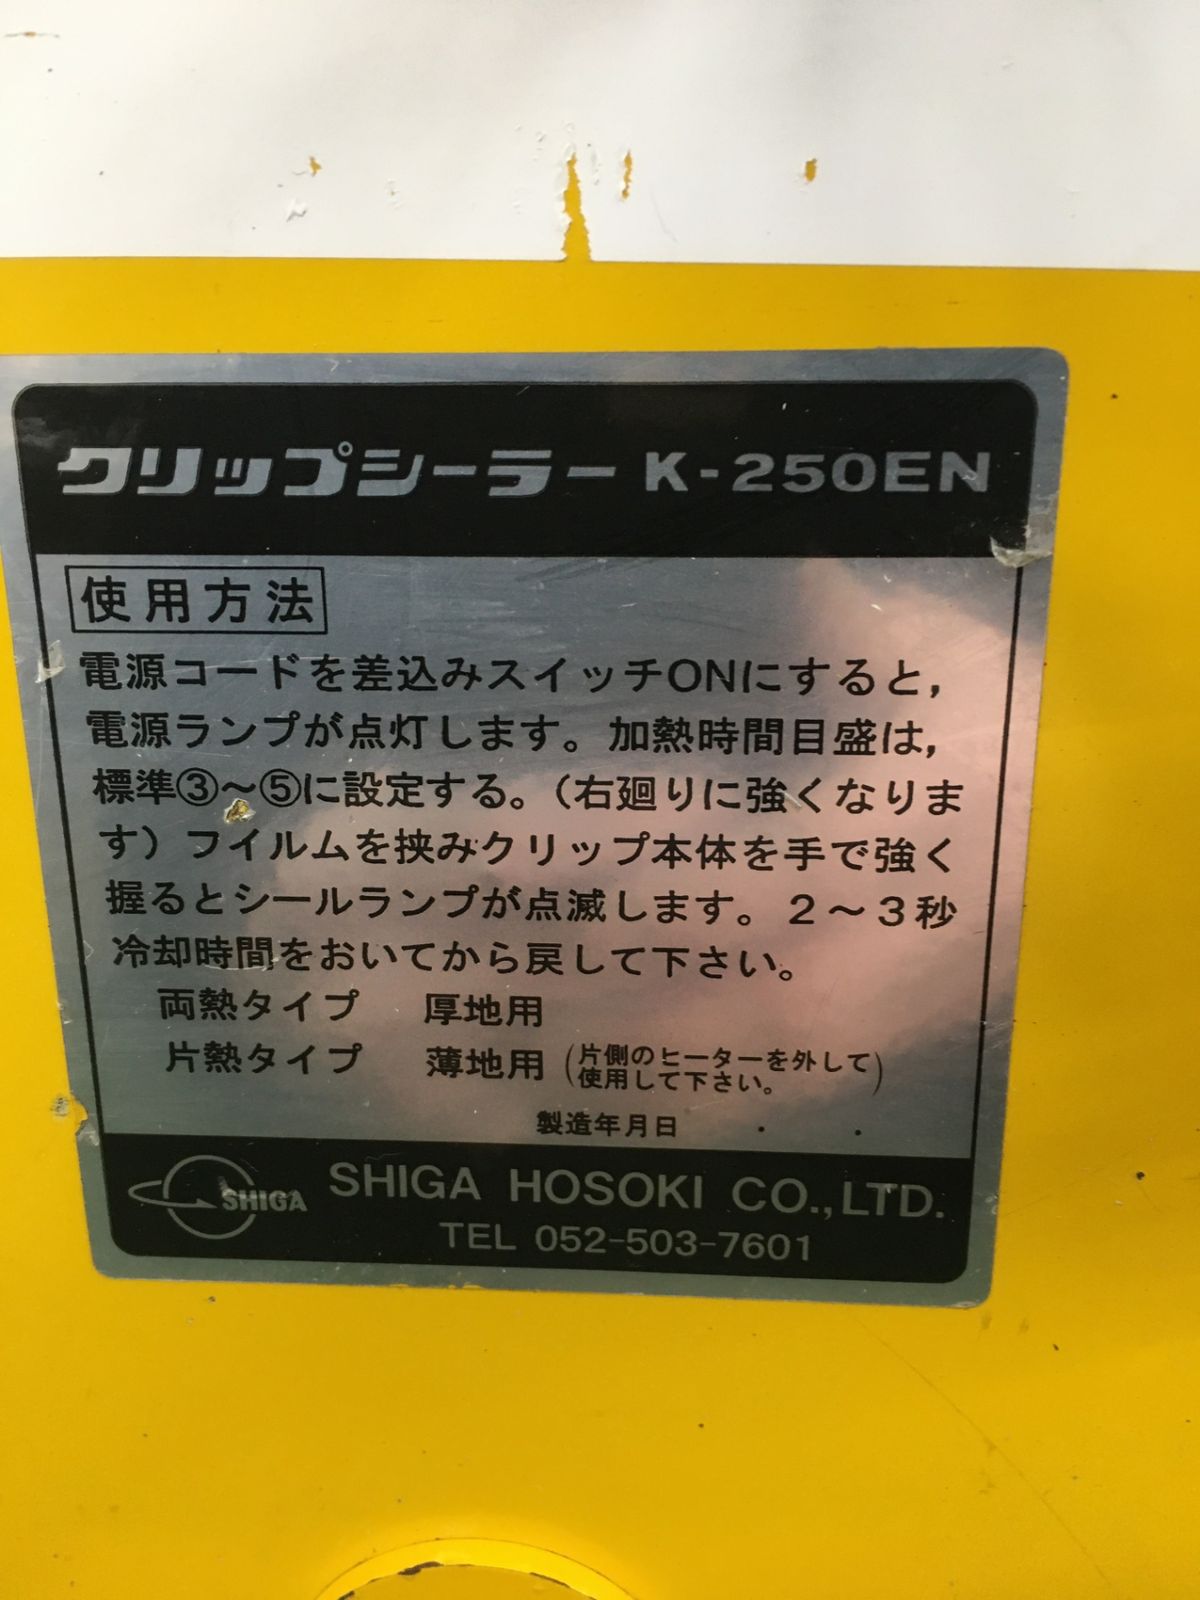 クリップシーラー K-250EN
使用方法
電源コードを差込みスイッチONにすると,
電源ランプが点灯します。加熱時間目盛は,
標準③～⑤に設定する。(右廻りに強くなりま
す) フイルムを挟みクリップ本体を手で強く
握るとシールランプが点滅します。2～3秒
冷却時間をおいてから戻して下さい。
両熱タイプ 厚地用
片熱タイプ 薄地用 (片側のヒーターを外して
使用して下さい。)
製造年月日 . .
SHIGA SHIGA HOSOKI CO.,LTD.
TEL 052-503-7601